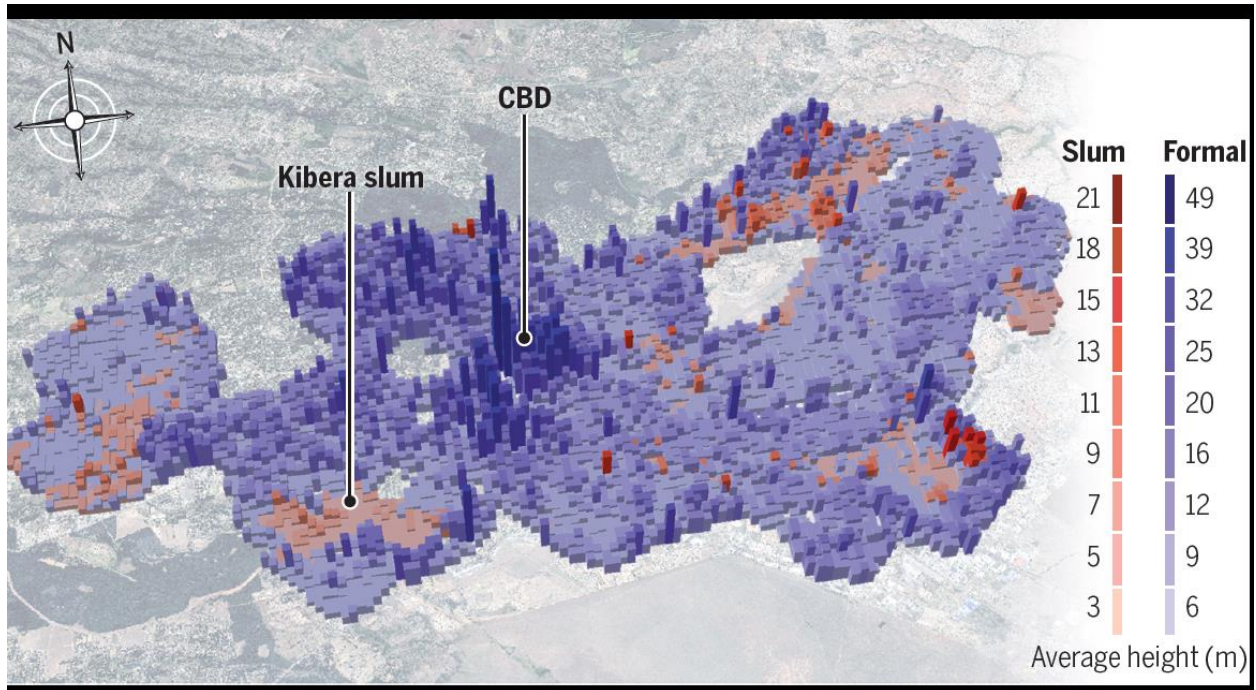 N
CBD
Kibera slum
Slum Formal
21 49
18 39
15 32
13 25
11 20
9 16
7 12
5 9
3 6
Average height (m)